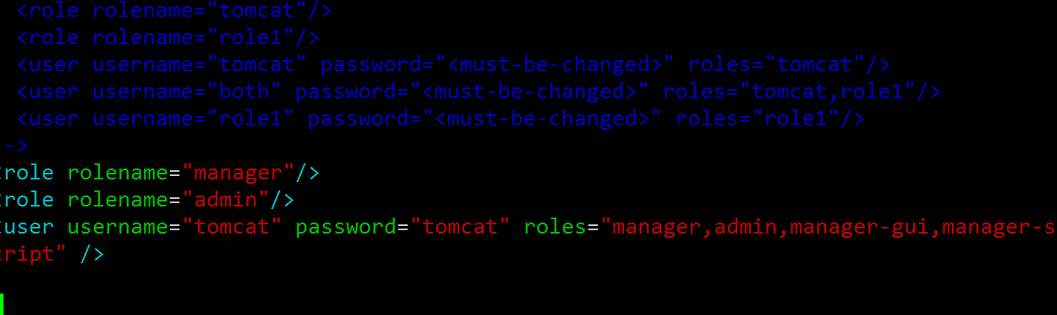 <role rolename="tomcat"/>
<role rolename="role1"/>
<user username="tomcat" password="<must-be-changed>" roles="tomcat"/>
<user username="both" password="<must-be-changed>" roles="tomcat,role1"/>
<user username="role1" password="<must-be-changed>" roles="role1"/>
->
<role rolename="manager"/>
<role rolename="admin"/>
<user username="tomcat" password="tomcat" roles="manager,admin,manager-gui,manager-s
cript" />